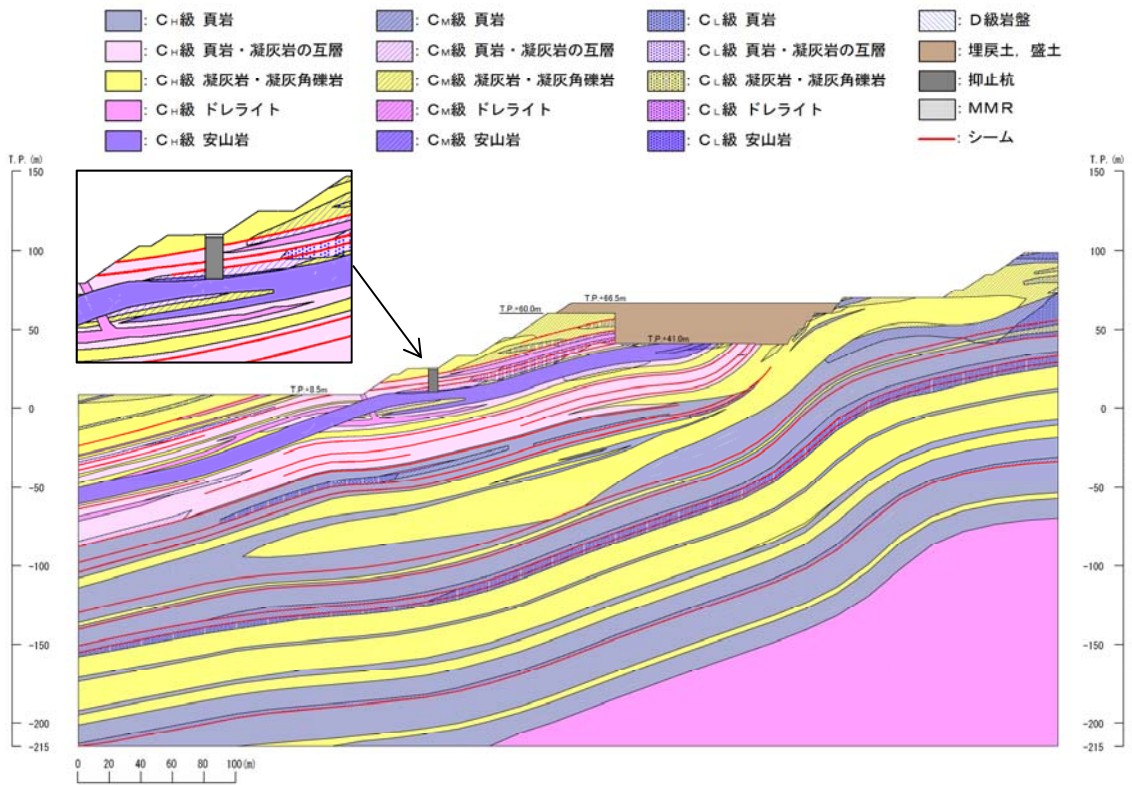 : CH級 頁岩 : CM級 頁岩 : CL級 頁岩 : D級岩盤
: CH級 頁岩・凝灰岩の互層 : CM級 頁岩・凝灰岩の互層 : CL級 頁岩・凝灰岩の互層 : 埋戻土，盛土
: CH級 凝灰岩・凝灰角礫岩 : CM級 凝灰岩・凝灰角礫岩 : CL級 凝灰岩・凝灰角礫岩 : 抑止杭
: CH級 ドレライト : CM級 ドレライト : CL級 ドレライト : MMR
: CH級 安山岩 : CM級 安山岩 : CL級 安山岩 : シーム
T.P. (m) T.P. (m)
150 150
100 100
T.P.+66.5m
T.P.+60.0m
50 50
T.P.+41.0m
T.P.+8.5m
0 0
-50 -50
-100 -100
-150 -150
-200 -200
-215 -215
0 20 40 60 80 100(m)